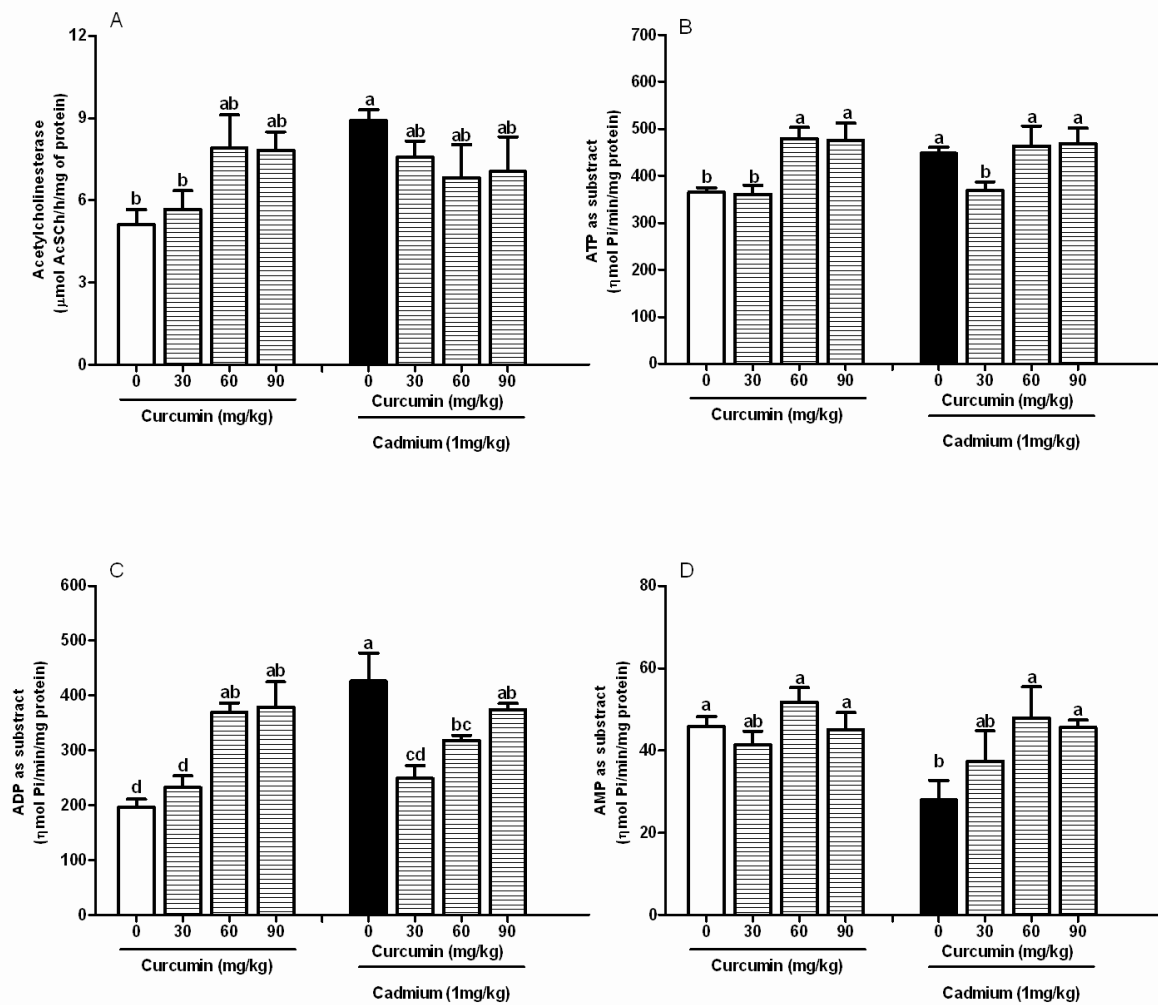 A
Acetylcholinesterase
(μmol AcSCh/h/mg of protein)
12
9
6
3
0
b
b
ab
ab
a
ab
ab
ab
0 30 60 90 0 30 60 90
Curcumin (mg/kg) Curcumin (mg/kg)
Cadmium (1mg/kg)
B
ATP as substract
(ηmol Pi/min/mg protein)
700
600
500
400
300
200
100
0
b
b
a
a
a
b
a
a
0 30 60 90 0 30 60 90
Curcumin (mg/kg) Curcumin (mg/kg)
Cadmium (1mg/kg)
C
ADP as substract
(ηmol Pi/min/mg protein)
600
500
400
300
200
100
0
d
d
ab
ab
a
cd
bc
ab
0 30 60 90 0 30 60 90
Curcumin (mg/kg) Curcumin (mg/kg)
Cadmium (1mg/kg)
D
AMP as substract
(ηmol Pi/min/mg protein)
80
60
40
20
0
a
ab
a
a
b
ab
a
a
0 30 60 90 0 30 60 90
Curcumin (mg/kg) Curcumin (mg/kg)
Cadmium (1mg/kg)